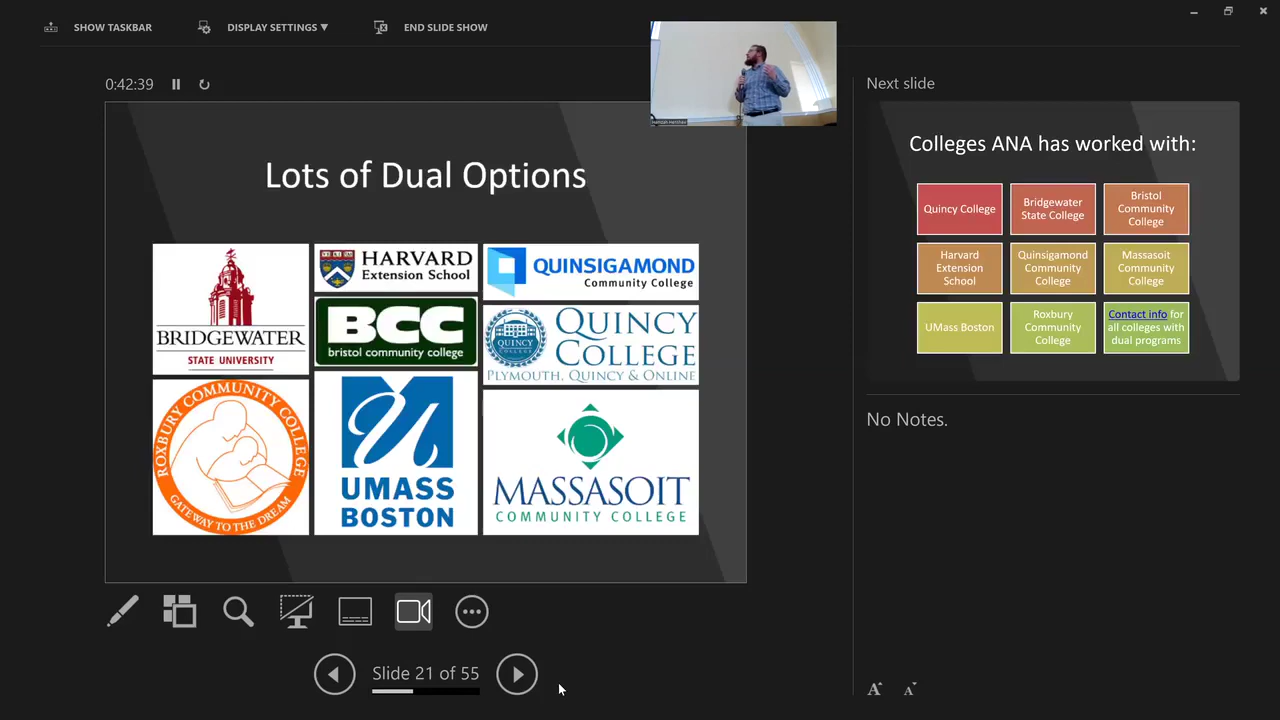 SHOW TASKBAR
DISPLAY SETTINGS ▼
END SLIDE SHOW
0:42:39
Lots of Dual Options
BRIDGEWATER
STATE UNIVERSITY
HARVARD
Extension School
QUINSIGAMOND
Community College
BCC
bristol community college
QUINCY
COLLEGE
PLYMOUTH, QUINCY & ONLINE
QUINCY
COLLEGE
ROXBURY COMMUNITY COLLEGE
GATEWAY TO THE DREAM
UMASS
BOSTON
MASSASOIT
COMMUNITY COLLEGE
Slide 21 of 55
Next slide
Colleges ANA has worked with:
Quincy College
Bridgewater
State College
Bristol
Community
College
Harvard
Extension
School
Quinsigamond
Community
College
Massasoit
Community
College
UMass Boston
Roxbury
Community
College
Contact info for
all colleges with
dual programs
No Notes.
A
A